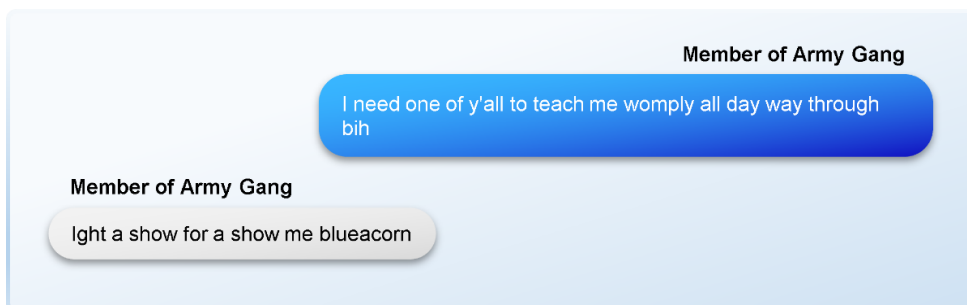 Member of Army Gang
I need one of y'all to teach me womply all day way through
bih
Member of Army Gang
Ight a show for a show me blueacorn